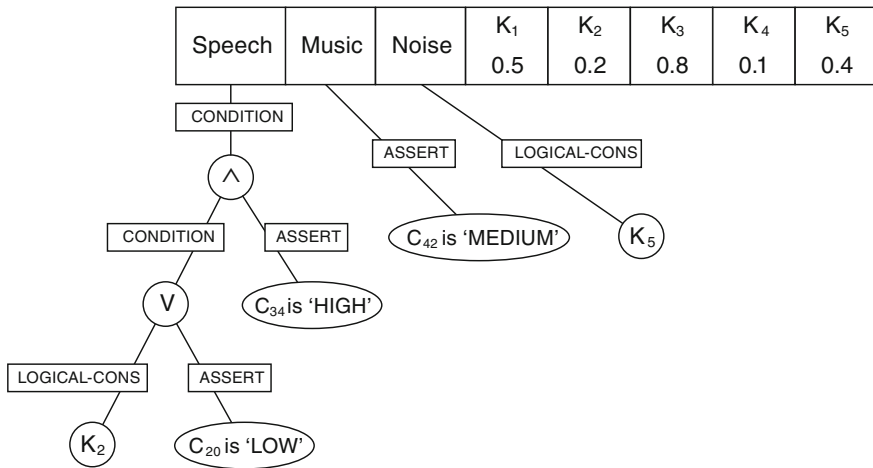 Speech Music Noise K₁ K₂ K₃ K₄ K₅
0.5 0.2 0.8 0.1 0.4
CONDITION
ASSERT LOGICAL-CONS
∧
CONDITION ASSERT C₄₂ is 'MEDIUM' K₅
V C₃₄ is 'HIGH'
LOGICAL-CONS ASSERT
K₂ C₂₀ is 'LOW'